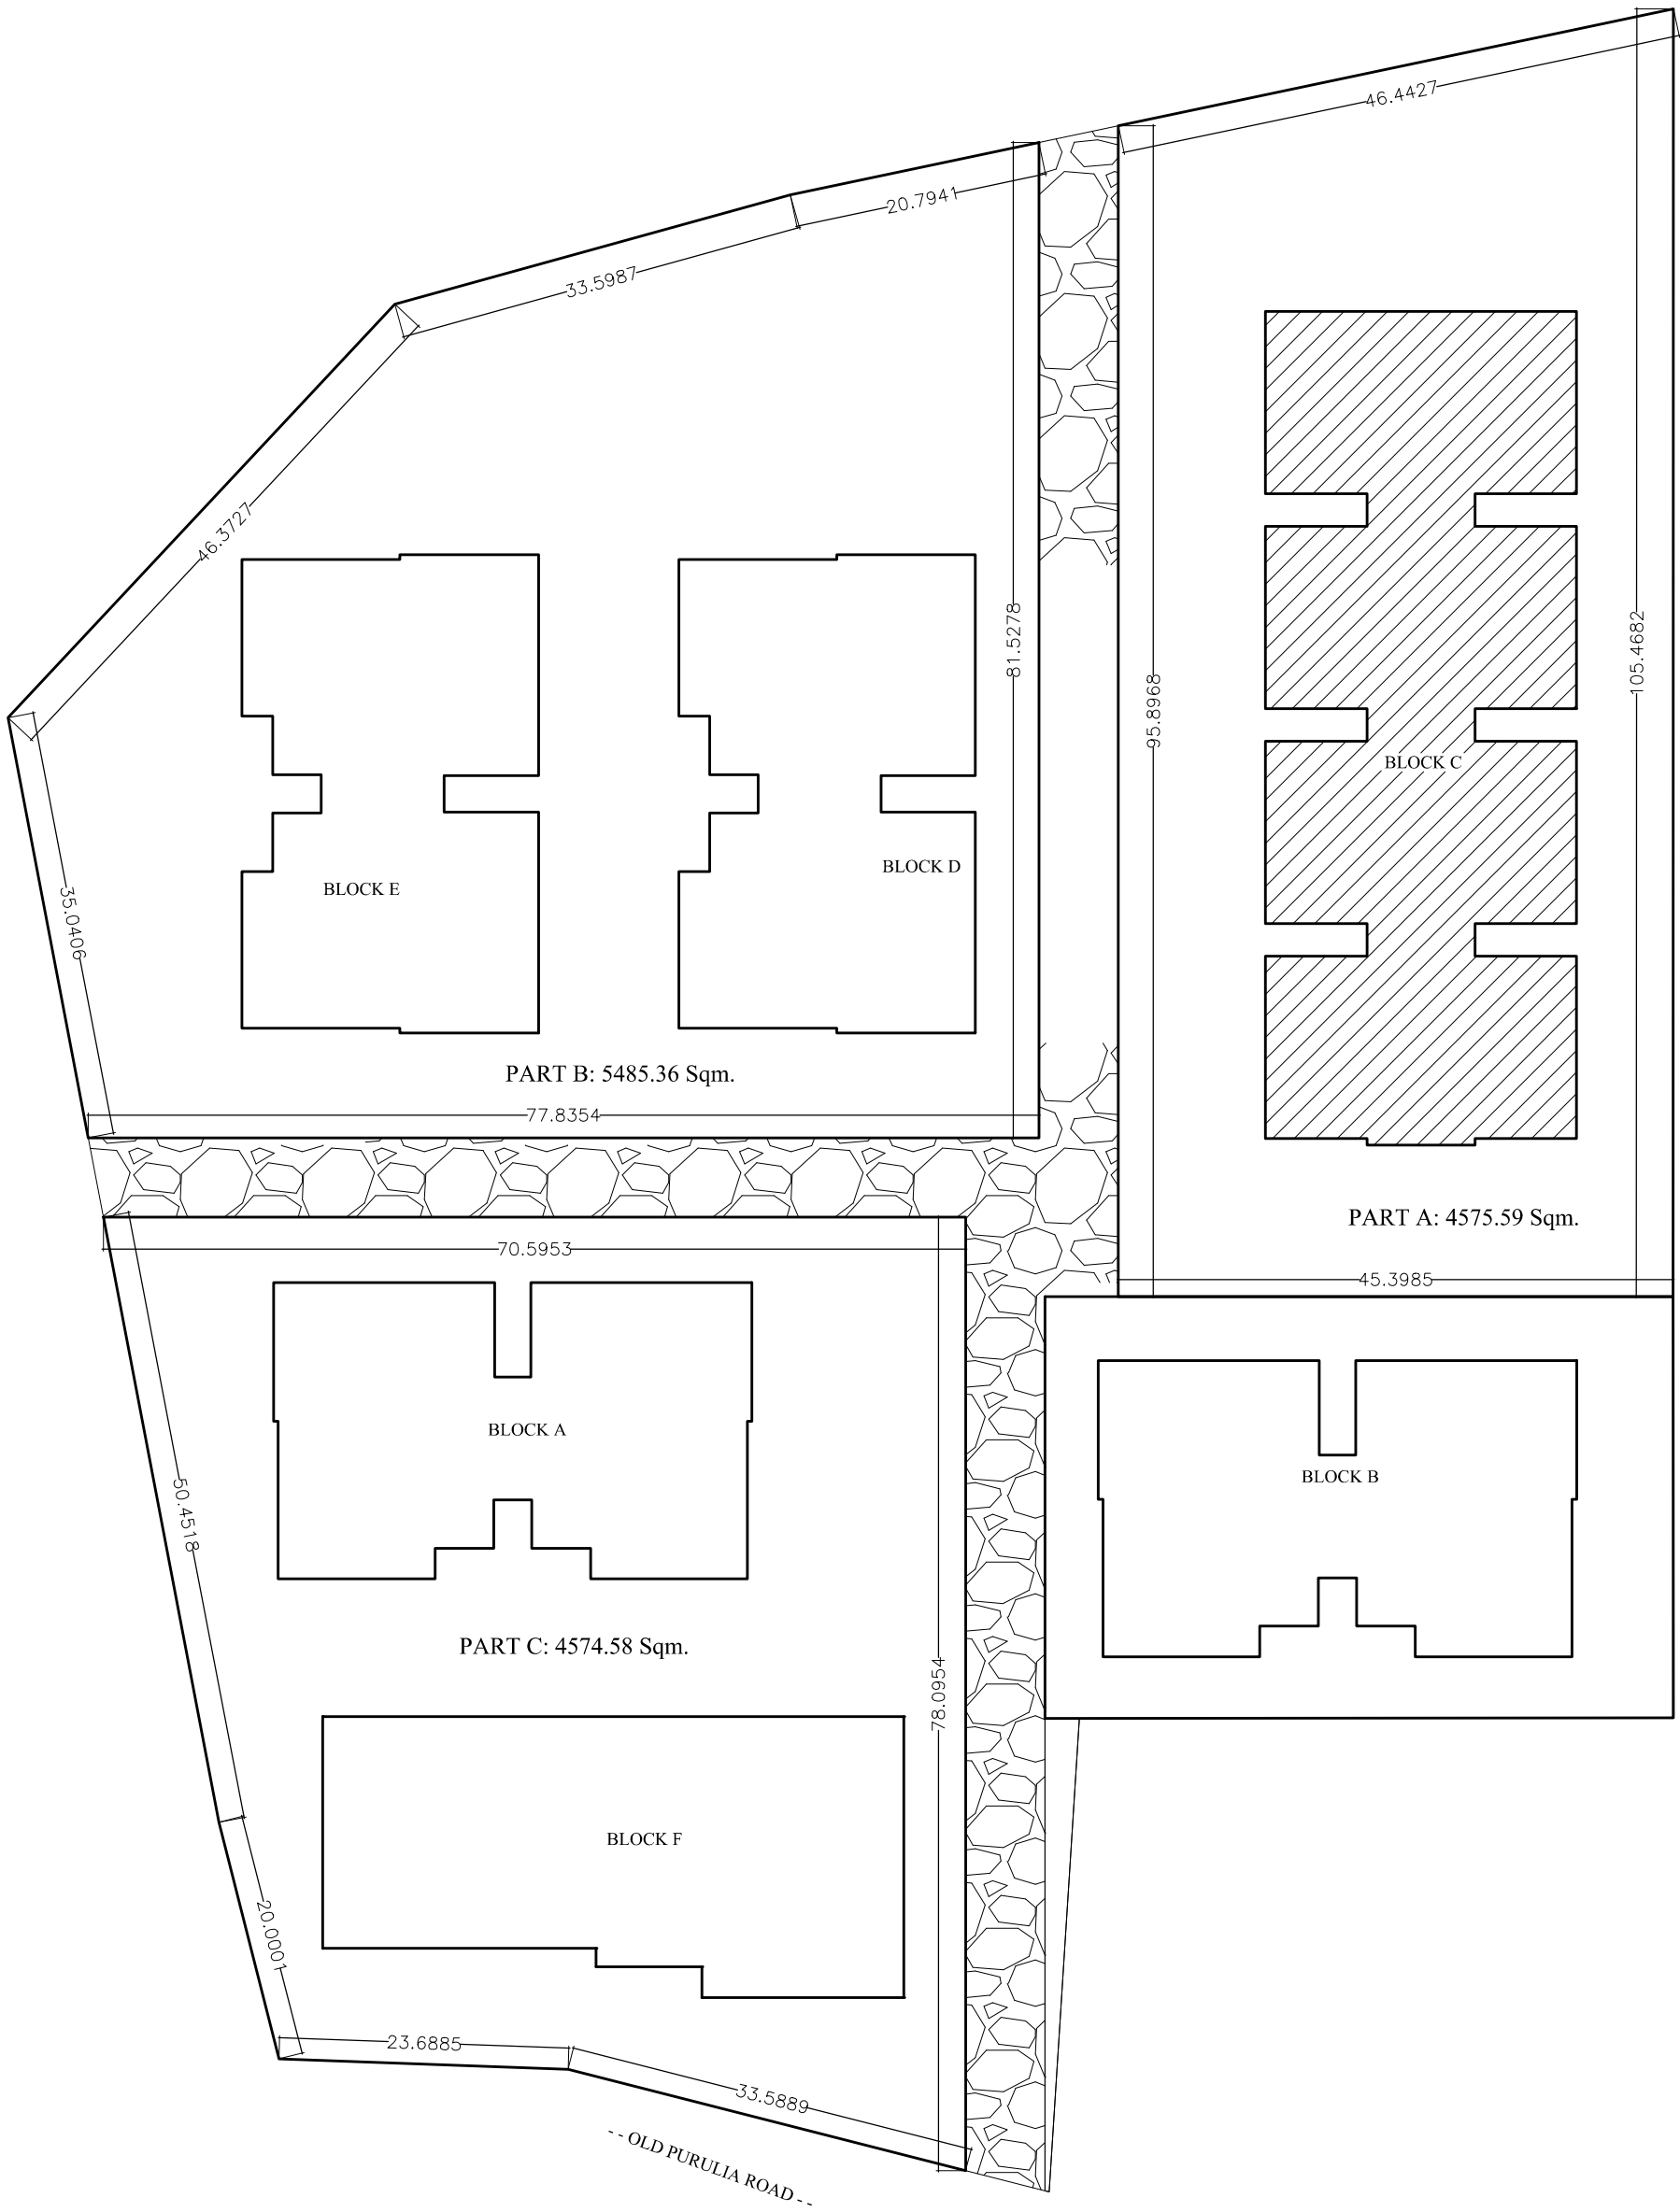 46.4427
20.7941
33.5987
46.3727
81.5278
95.8968
105.4682
BLOCK C
BLOCK D
BLOCK E
35.0406
PART B: 5485.36 Sqm.
77.8354
PART A: 4575.59 Sqm.
70.5953
45.3985
BLOCK A
BLOCK B
50.4518
PART C: 4574.58 Sqm.
78.0954
BLOCK F
20.0001
23.6885
33.5889
- - OLD PURULIA ROAD - -